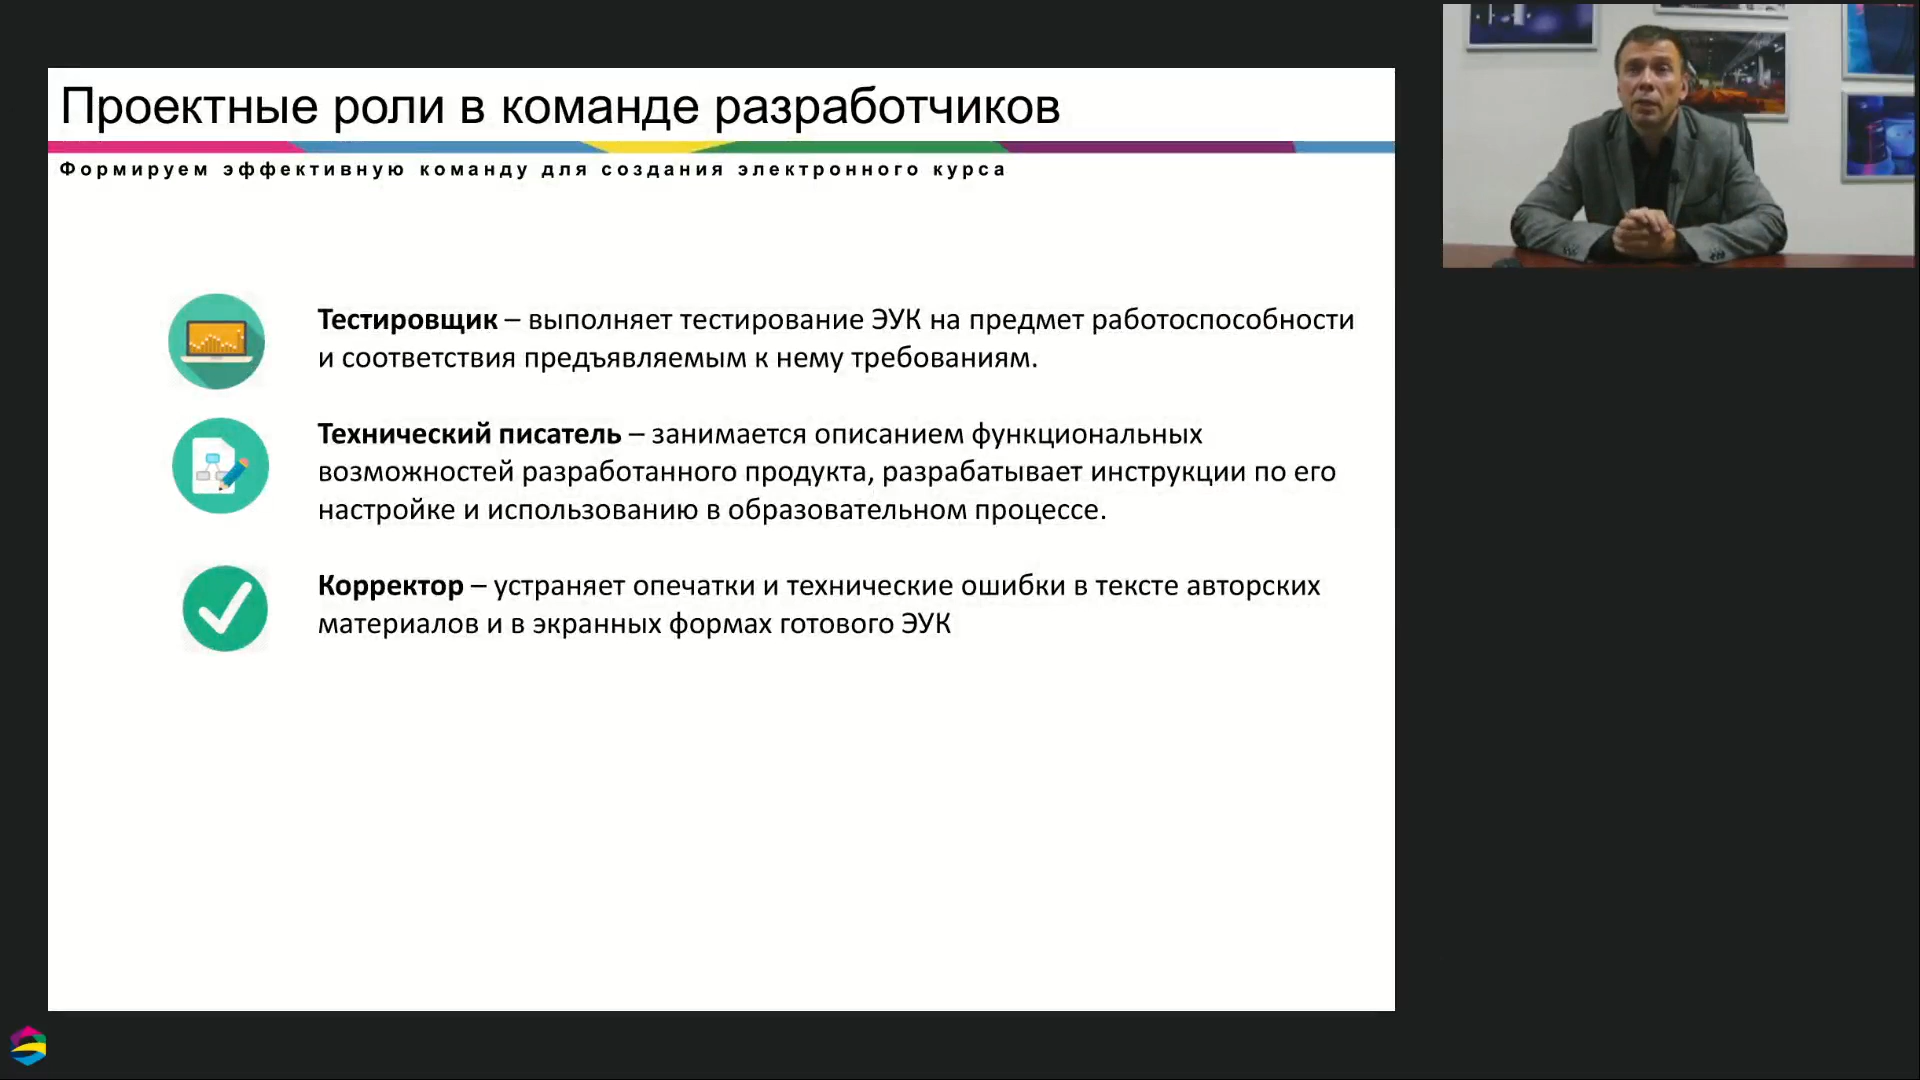 Проектные роли в команде разработчиков
Формируем эффективную команду для создания электронного курса
Тестировщик – выполняет тестирование ЭУК на предмет работоспособности
и соответствия предъявляемым к нему требованиям.
Технический писатель – занимается описанием функциональных
возможностей разработанного продукта, разрабатывает инструкции по его
настройке и использованию в образовательном процессе.
Корректор – устраняет опечатки и технические ошибки в тексте авторских
материалов и в экранных формах готового ЭУК